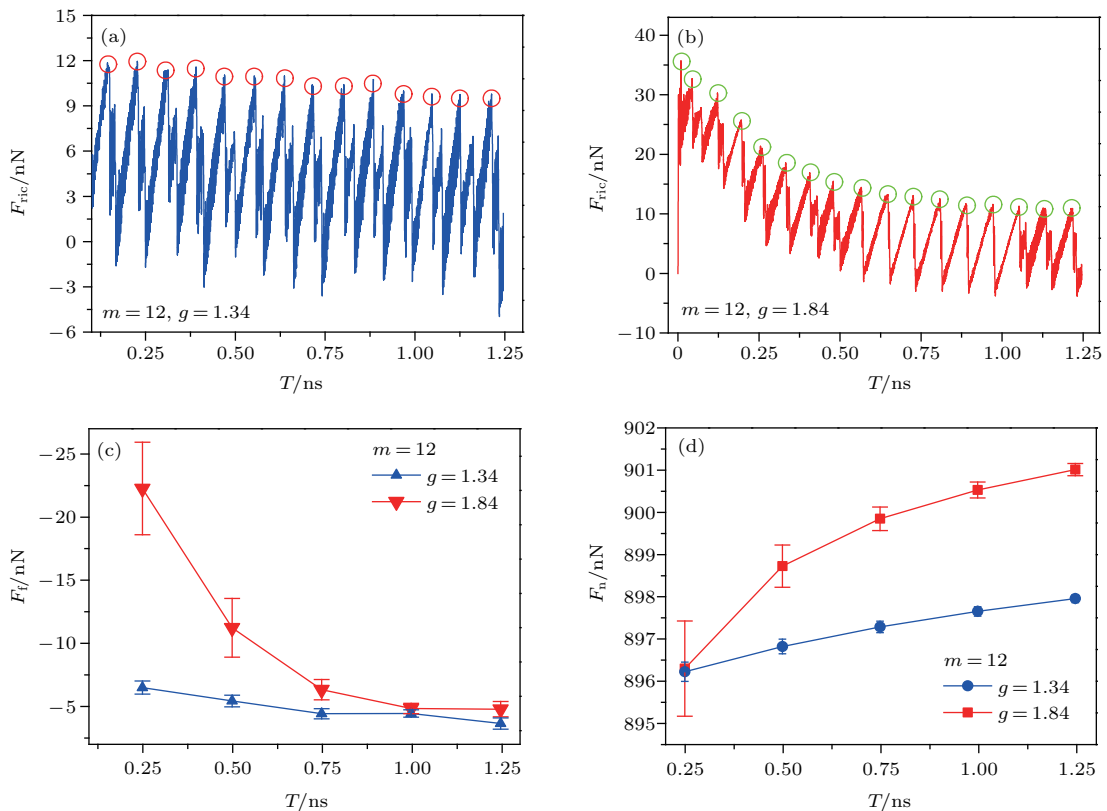 (a)
F_ric/nN
15
12
9
6
3
0
−3
−6
m = 12, g = 1.34
0.25 0.50 0.75 1.00 1.25
T/ns
(b)
F_ric/nN
40
30
20
10
0
−10
m = 12, g = 1.84
0 0.25 0.50 0.75 1.00 1.25
T/ns
(c)
F_f/nN
−25
−20
−15
−10
−5
m = 12
g = 1.34
g = 1.84
0.25 0.50 0.75 1.00 1.25
T/ns
(d)
F_n/nN
902
901
900
899
898
897
896
895
m = 12
g = 1.34
g = 1.84
0.25 0.50 0.75 1.00 1.25
T/ns